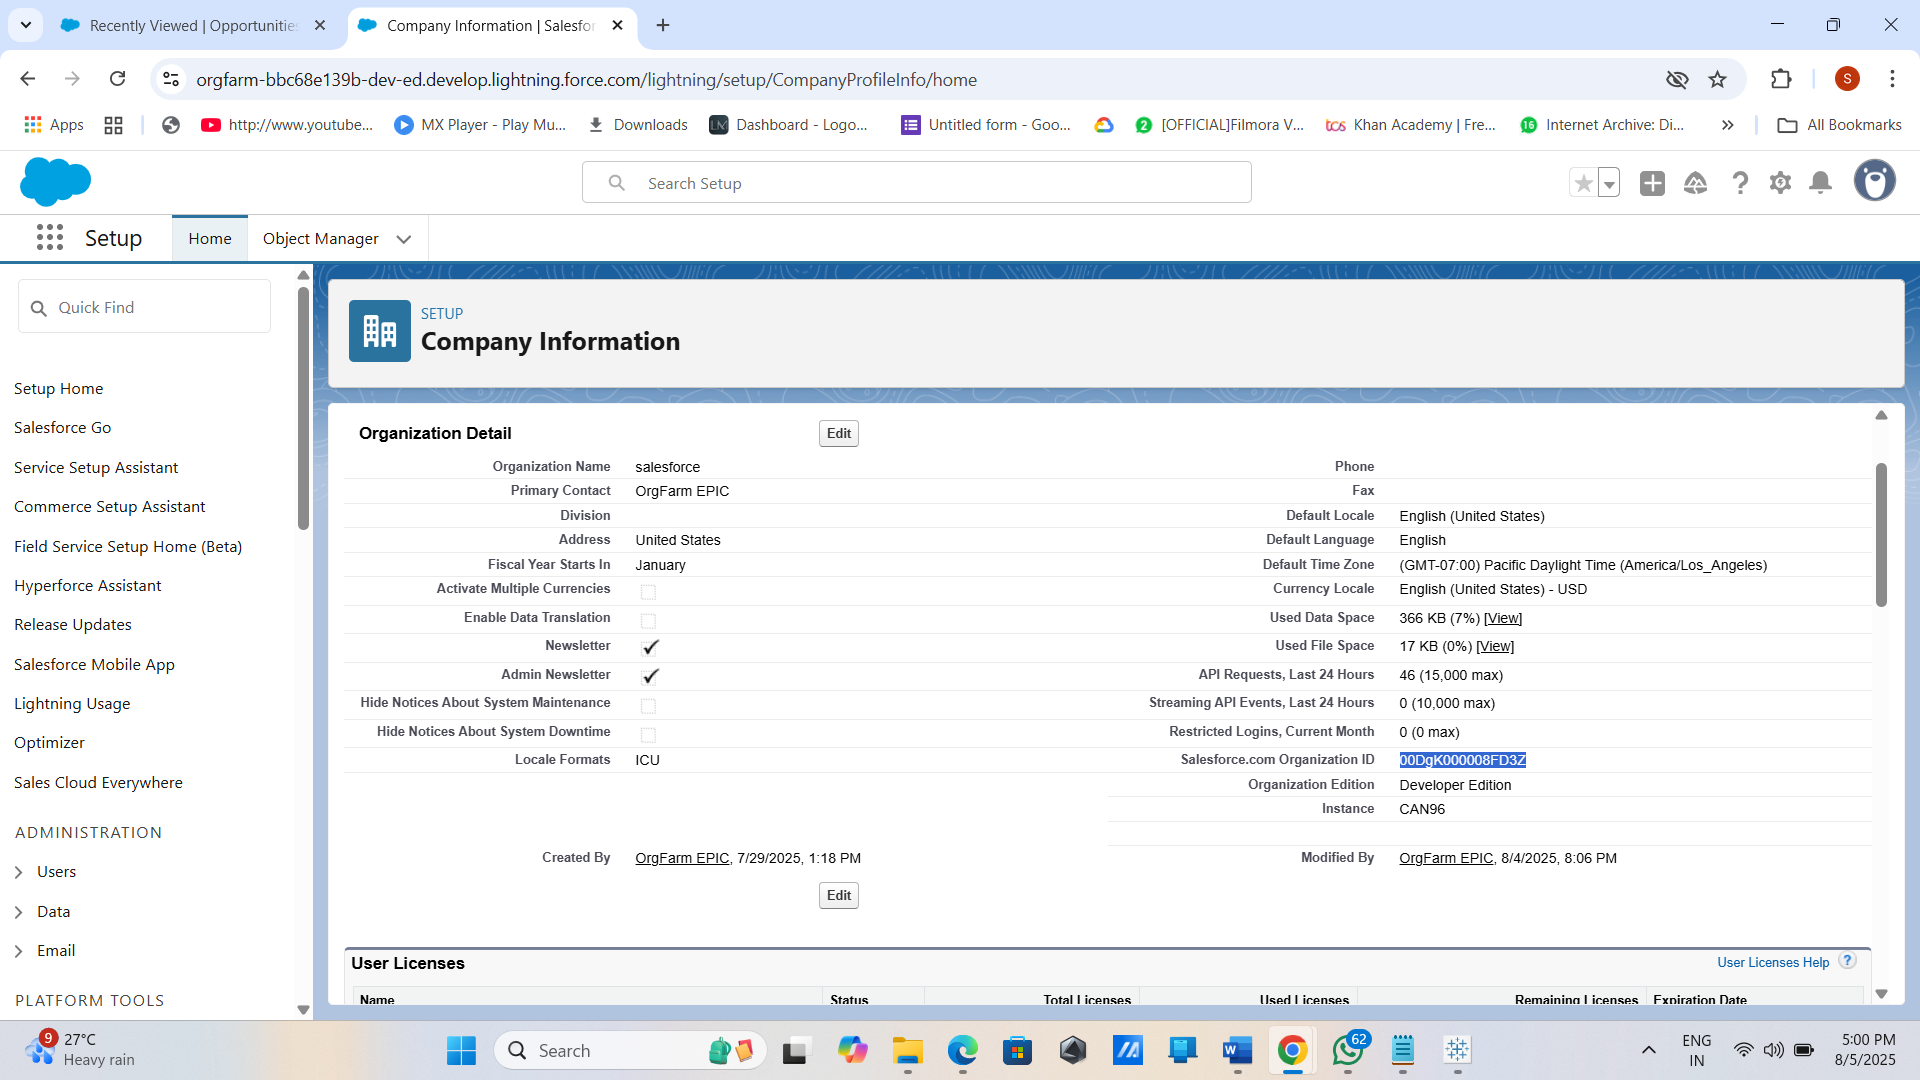 Recently Viewed | Opportunities
Company Information | Salesfor
orgfarm-bbc68e139b-dev-ed.develop.lightning.force.com/lightning/setup/CompanyProfileInfo/home
S
Apps
http://www.youtube...
MX Player - Play Mu...
Downloads
LM
Dashboard - Logo...
Untitled form - Goo...
2
[OFFICIAL]Filmora V...
tcs
Khan Academy | Fre...
16
Internet Archive: Di...
All Bookmarks
Search Setup
Setup
Home
Object Manager
Quick Find
Setup Home
Salesforce Go
Service Setup Assistant
Commerce Setup Assistant
Field Service Setup Home (Beta)
Hyperforce Assistant
Release Updates
Salesforce Mobile App
Lightning Usage
Optimizer
Sales Cloud Everywhere
ADMINISTRATION
Users
Data
Email
PLATFORM TOOLS
SETUP
Company Information
Organization Detail
Edit
Organization Name salesforce
Primary Contact OrgFarm EPIC
Division
Address United States
Fiscal Year Starts In January
Activate Multiple Currencies
Enable Data Translation
Newsletter
Admin Newsletter
Hide Notices About System Maintenance
Hide Notices About System Downtime
Locale Formats ICU
Created By OrgFarm EPIC, 7/29/2025, 1:18 PM
Edit
Phone
Fax
Default Locale English (United States)
Default Language English
Default Time Zone (GMT-07:00) Pacific Daylight Time (America/Los_Angeles)
Currency Locale English (United States) - USD
Used Data Space 366 KB (7%) [View]
Used File Space 17 KB (0%) [View]
API Requests, Last 24 Hours 46 (15,000 max)
Streaming API Events, Last 24 Hours 0 (10,000 max)
Restricted Logins, Current Month 0 (0 max)
Salesforce.com Organization ID 00DgK000008FD3Z
Organization Edition Developer Edition
Instance CAN96
Modified By OrgFarm EPIC, 8/4/2025, 8:06 PM
User Licenses
User Licenses Help ?
Name Status Total Licenses Used Licenses Remaining Licenses Expiration Date
9
27°C
Heavy rain
Search
W
62
ENG
IN
5:00 PM
8/5/2025